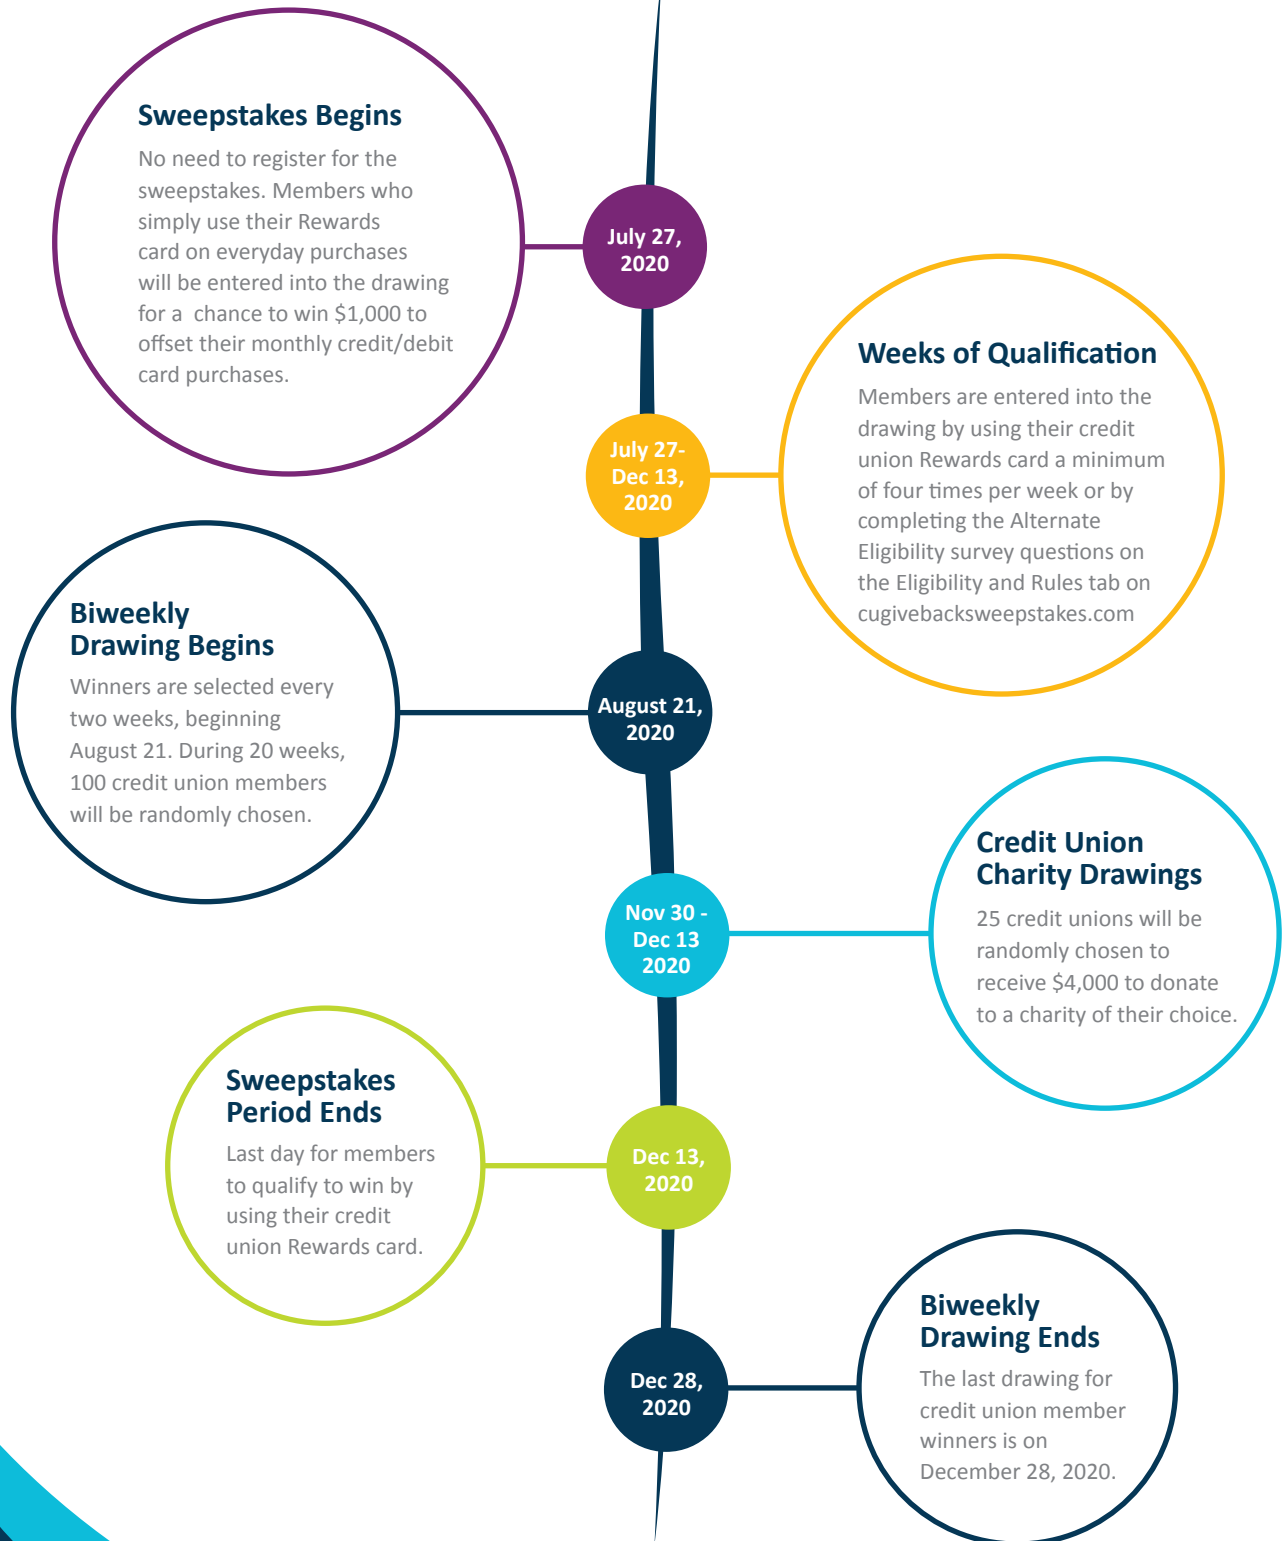 Sweepstakes Begins
No need to register for the
sweepstakes. Members who
simply use their Rewards
card on everyday purchases
will be entered into the drawing
for a chance to win $1,000 to
offset their monthly credit/debit
card purchases.
July 27,
2020
July 27-
Dec 13,
2020
Weeks of Qualification
Members are entered into the
drawing by using their credit
union Rewards card a minimum
of four times per week or by
completing the Alternate
Eligibility survey questions on
the Eligibility and Rules tab on
cugivebacksweepstakes.com
Biweekly
Drawing Begins
Winners are selected every
two weeks, beginning
August 21. During 20 weeks,
100 credit union members
will be randomly chosen.
August 21,
2020
Nov 30 -
Dec 13
2020
Credit Union
Charity Drawings
25 credit unions will be
randomly chosen to
receive $4,000 to donate
to a charity of their choice.
Sweepstakes
Period Ends
Last day for members
to qualify to win by
using their credit
union Rewards card.
Dec 13,
2020
Dec 28,
2020
Biweekly
Drawing Ends
The last drawing for
credit union member
winners is on
December 28, 2020.